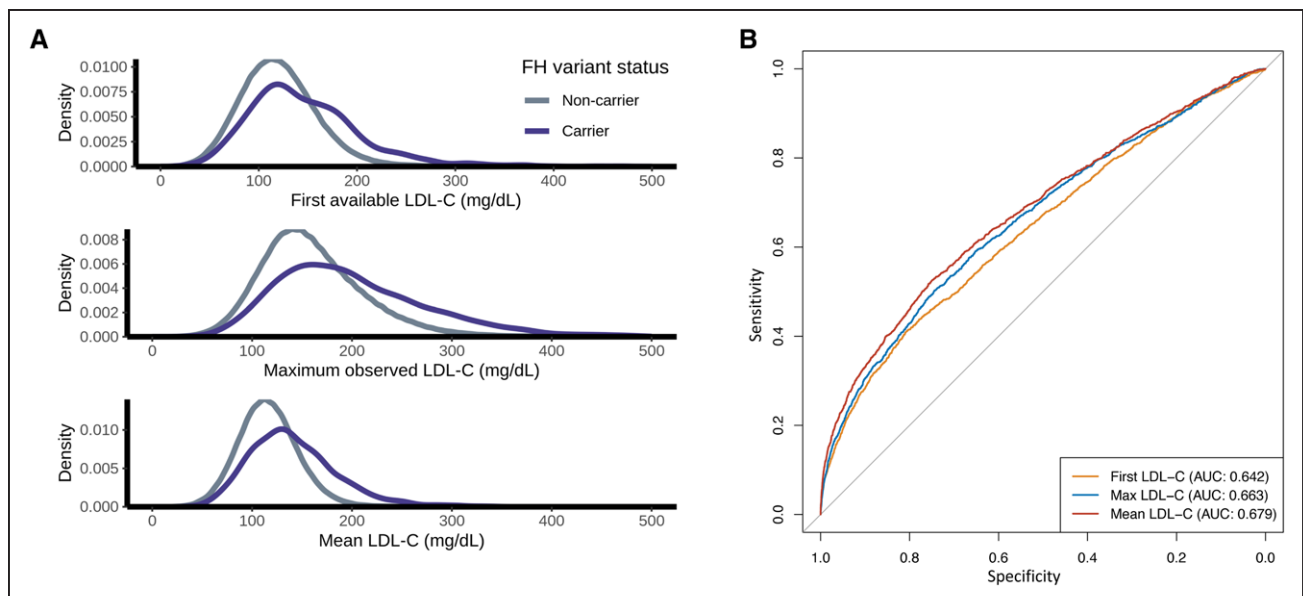 A
FH variant status
Non-carrier
Carrier
Density
0.0100
0.0075
0.0050
0.0025
0.0000
0 100 200 300 400 500
First available LDL-C (mg/dL)
Density
0.008
0.006
0.004
0.002
0.000
0 100 200 300 400 500
Maximum observed LDL-C (mg/dL)
Density
0.010
0.005
0.000
0 100 200 300 400 500
Mean LDL-C (mg/dL)
B
Sensitivity
1.0
0.8
0.6
0.4
0.2
0.0
First LDL−C (AUC: 0.642)
Max LDL−C (AUC: 0.663)
Mean LDL−C (AUC: 0.679)
1.0 0.8 0.6 0.4 0.2 0.0
Specificity